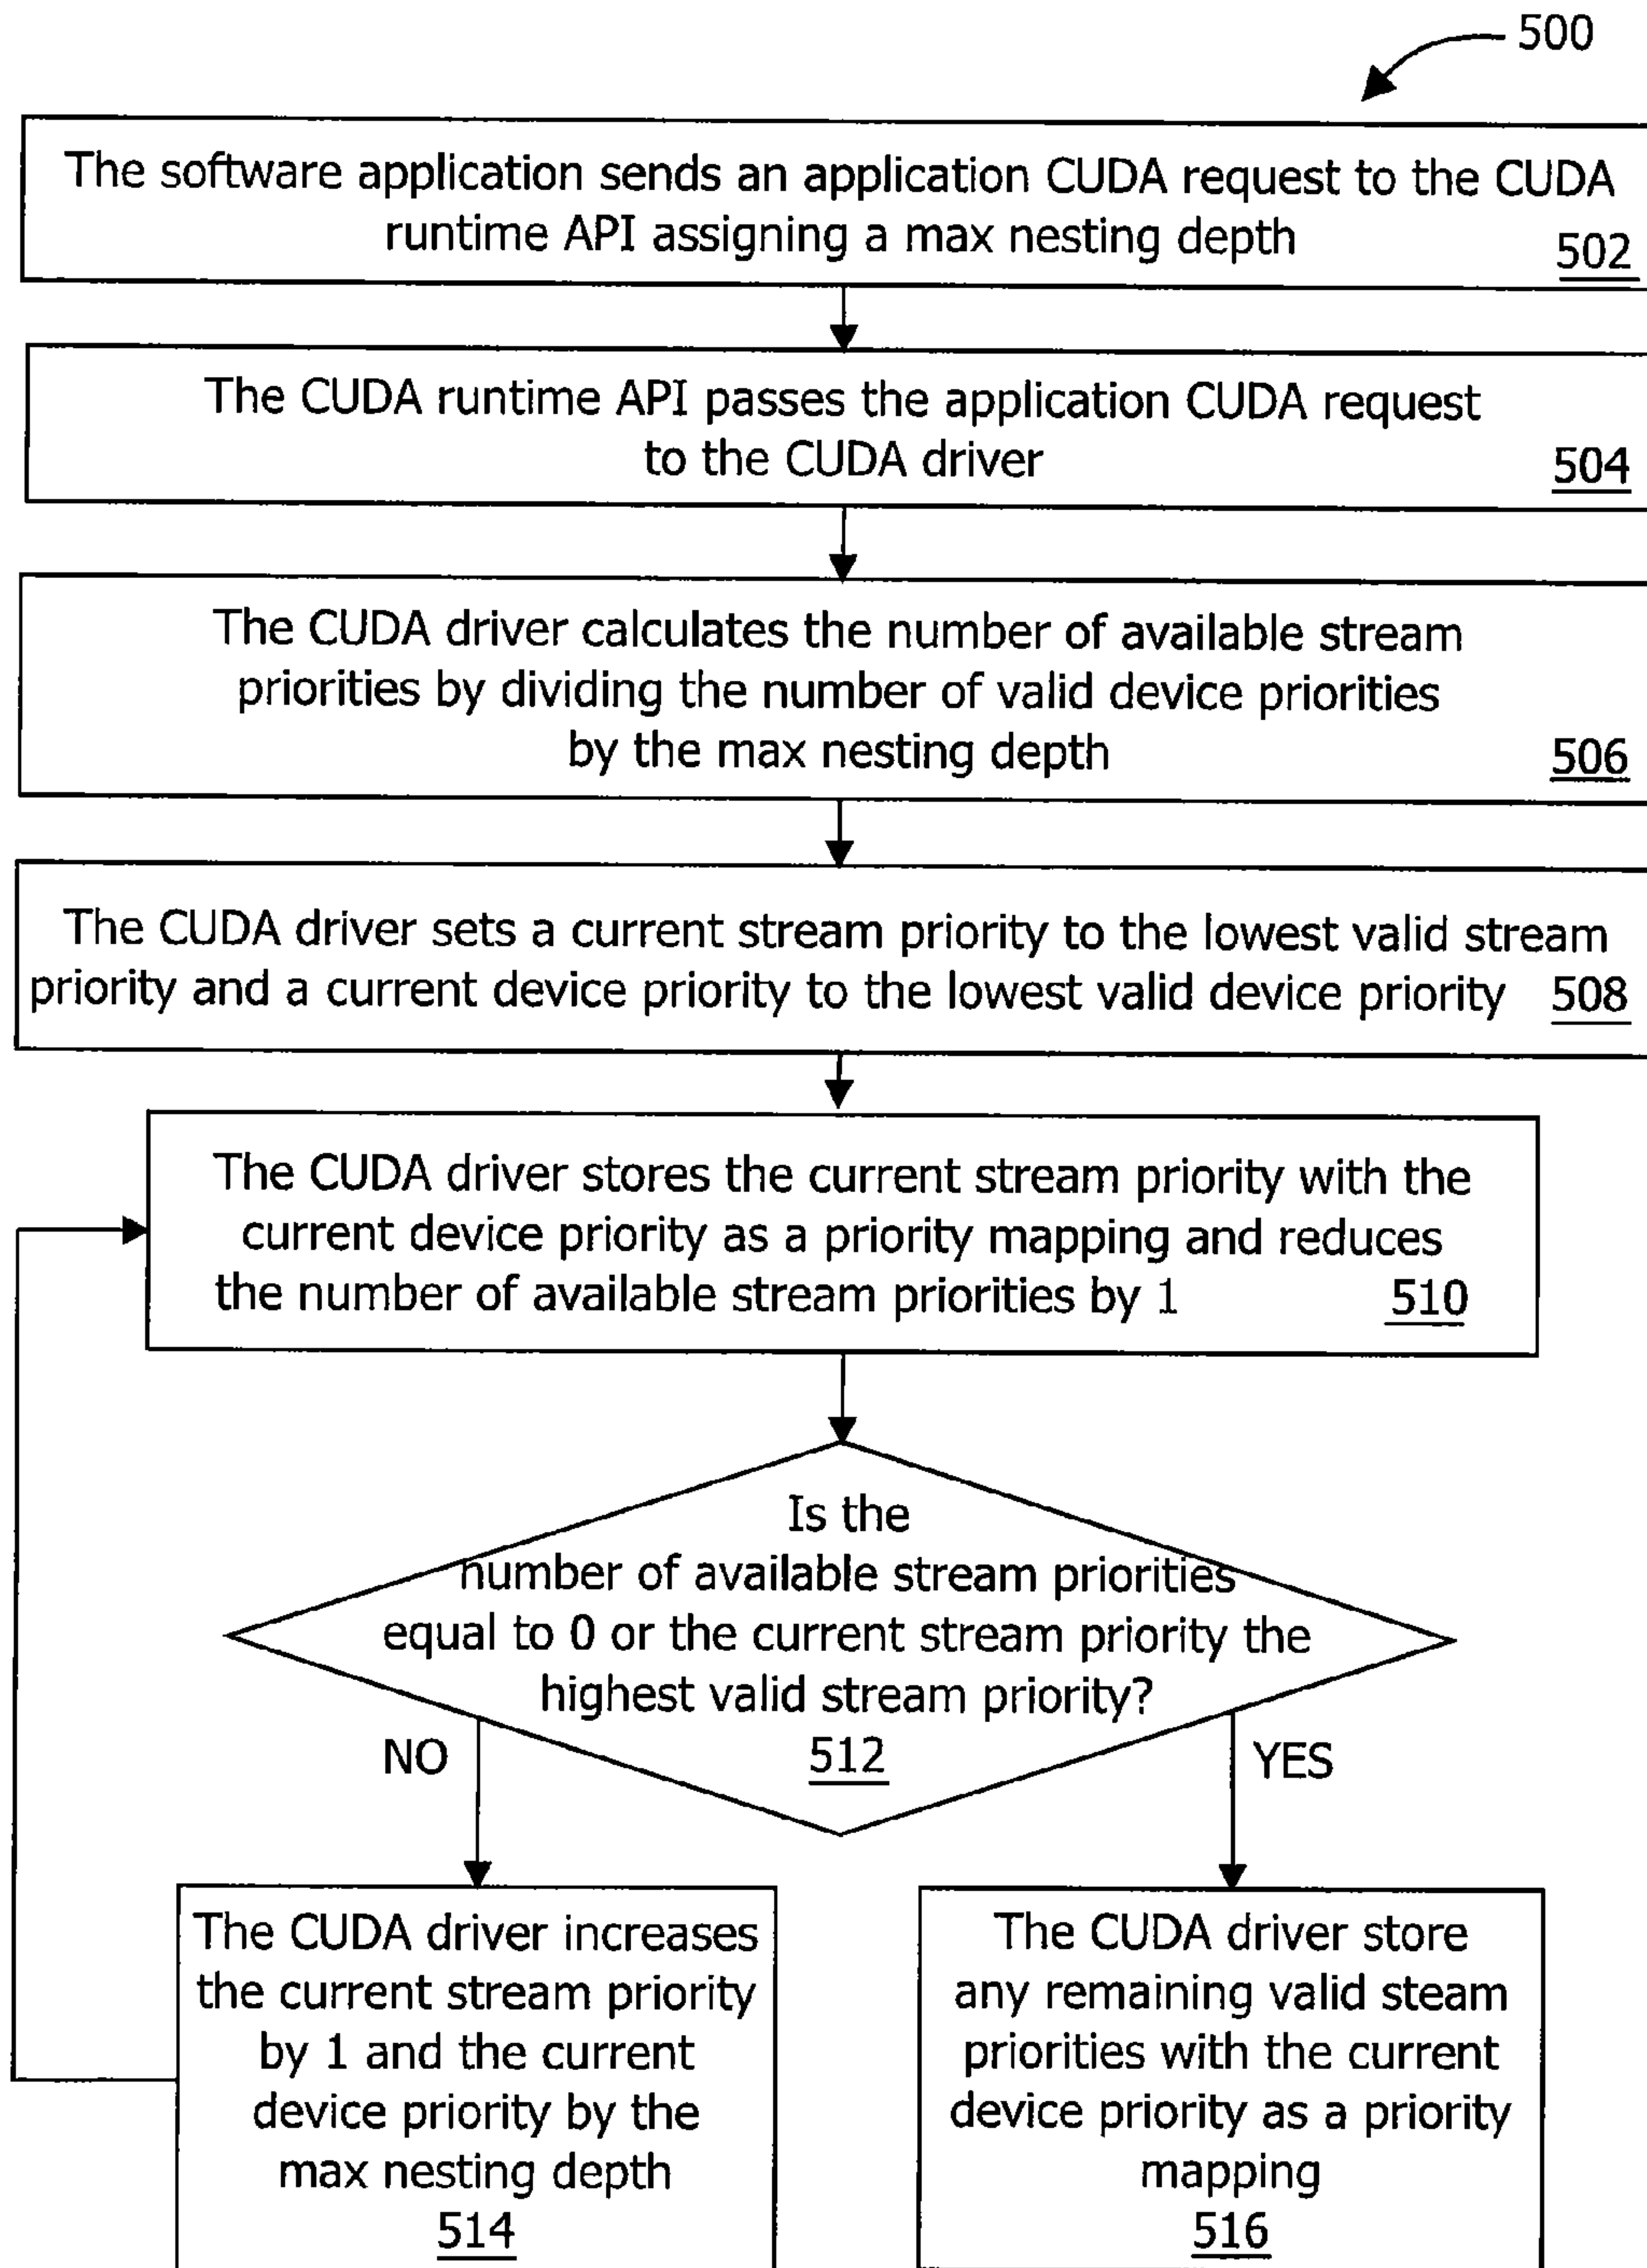 500
The software application sends an application CUDA request to the CUDA
runtime API assigning a max nesting depth
502
The CUDA runtime API passes the application CUDA request
to the CUDA driver
504
The CUDA driver calculates the number of available stream
priorities by dividing the number of valid device priorities
by the max nesting depth
506
The CUDA driver sets a current stream priority to the lowest valid stream
priority and a current device priority to the lowest valid device priority
508
The CUDA driver stores the current stream priority with the
current device priority as a priority mapping and reduces
the number of available stream priorities by 1
510
Is the
number of available stream priorities
equal to 0 or the current stream priority the
highest valid stream priority?
512
NO
YES
The CUDA driver increases
the current stream priority
by 1 and the current
device priority by the
max nesting depth
514
The CUDA driver store
any remaining valid steam
priorities with the current
device priority as a priority
mapping
516